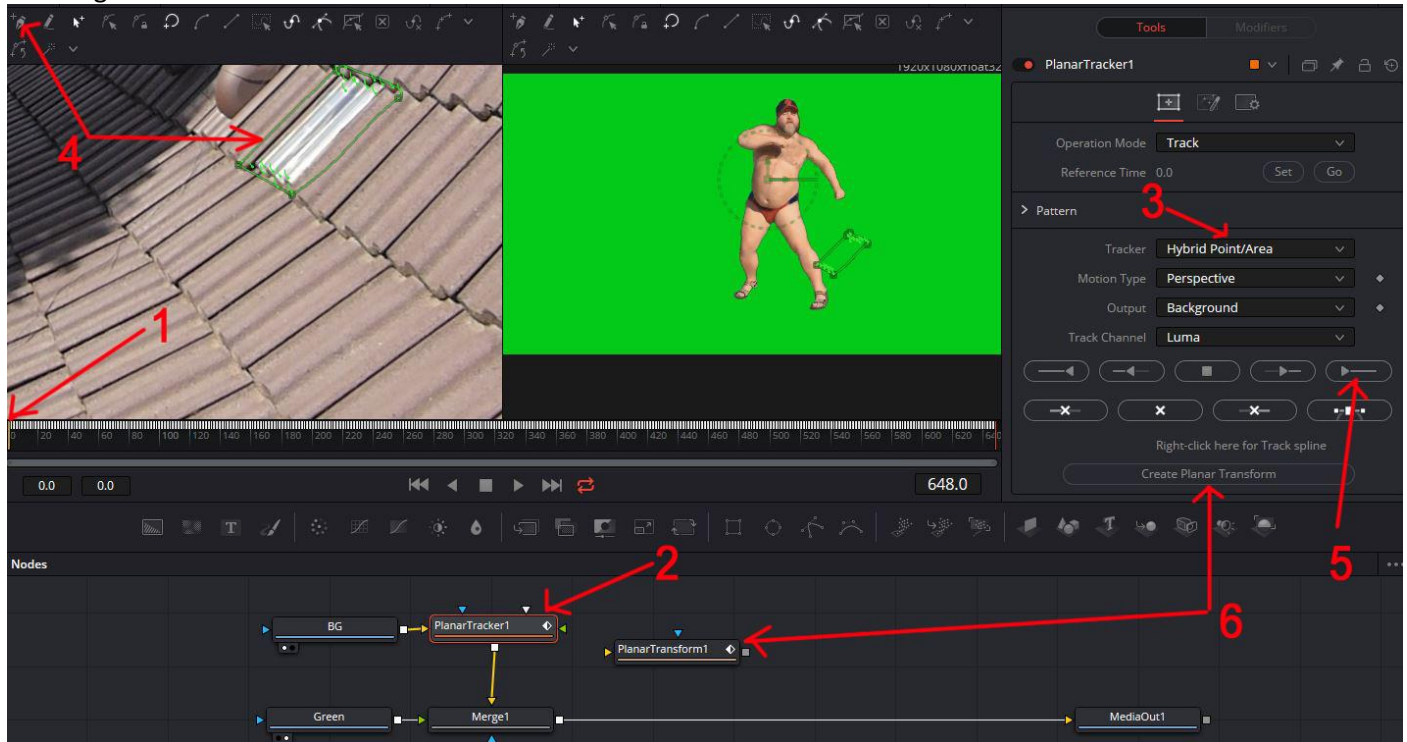 1920x1080xfloat32
Tools Modifiers
PlanarTracker1
4
Operation Mode Track
Reference Time 0.0 Set Go
3
Pattern
Tracker Hybrid Point/Area
Motion Type Perspective
1
Output Background
Track Channel Luma
0 20 40 60 80 100 120 140 160 180 200 220 240 260 280 300 320 340 360 380 400 420 440 460 480 500 520 540 560 580 600 620 640
Right-click here for Track spline
Create Planar Transform
0.0 0.0 648.0
T T
Nodes
2
5
6
BG PlanarTracker1
PlanarTransform1
Green Merge1 MediaOut1